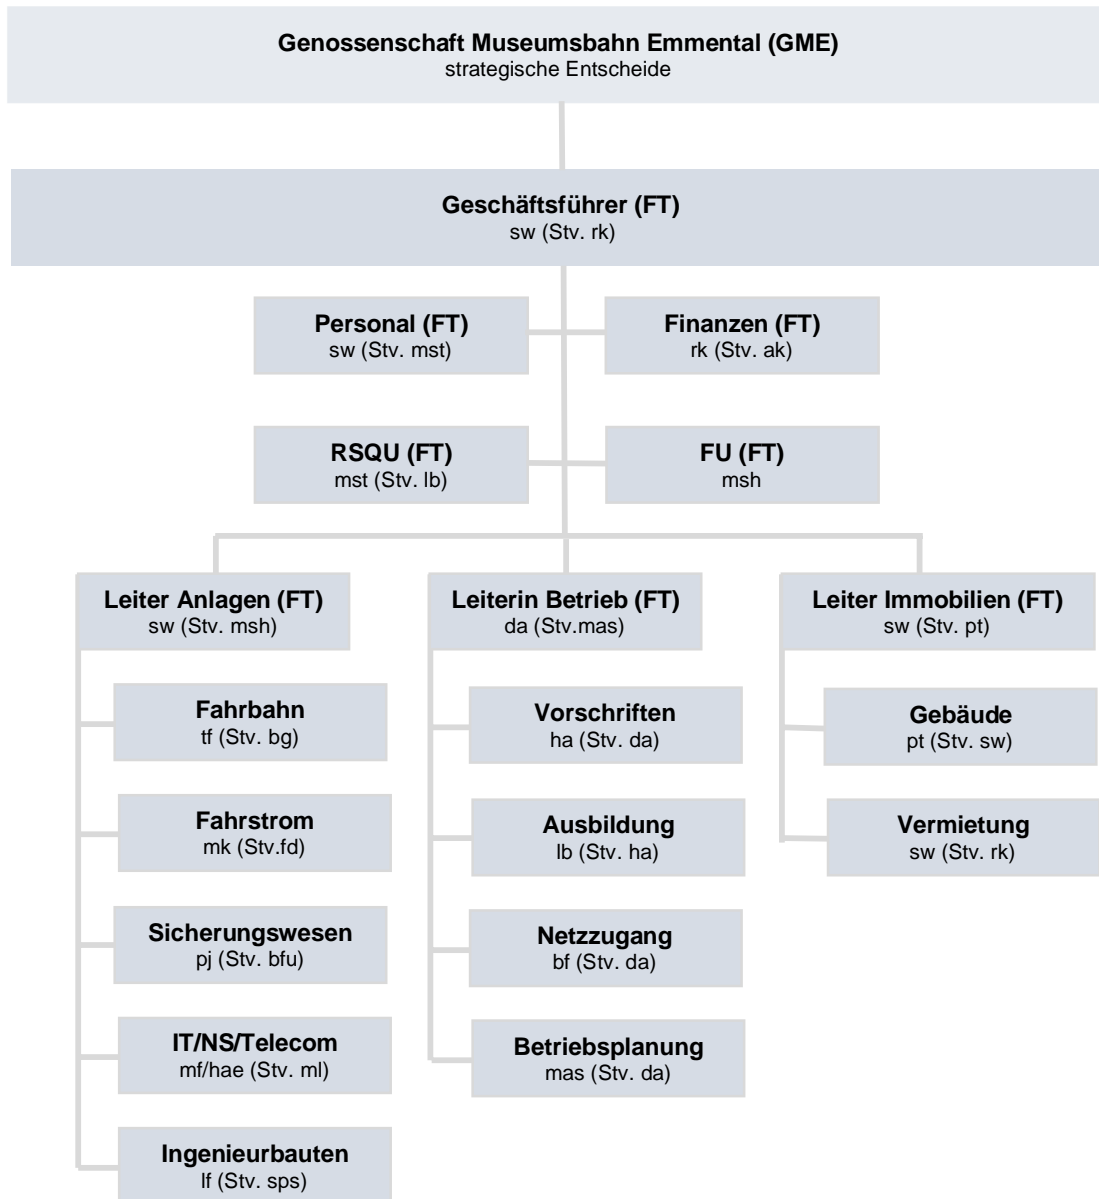 Genossenschaft Museumsbahn Emmental (GME)
strategische Entscheide
Geschäftsführer (FT)
sw (Stv. rk)
Personal (FT)
sw (Stv. mst)
Finanzen (FT)
rk (Stv. ak)
RSQU (FT)
mst (Stv. lb)
FU (FT)
msh
Leiter Anlagen (FT)
sw (Stv. msh)
Fahrbahn
tf (Stv. bg)
Fahrstrom
mk (Stv.fd)
Sicherungswesen
pj (Stv. bfu)
IT/NS/Telecom
mf/hae (Stv. ml)
Ingenieurbauten
lf (Stv. sps)
Leiterin Betrieb (FT)
da (Stv.mas)
Vorschriften
ha (Stv. da)
Ausbildung
lb (Stv. ha)
Netzzugang
bf (Stv. da)
Betriebsplanung
mas (Stv. da)
Leiter Immobilien (FT)
sw (Stv. pt)
Gebäude
pt (Stv. sw)
Vermietung
sw (Stv. rk)